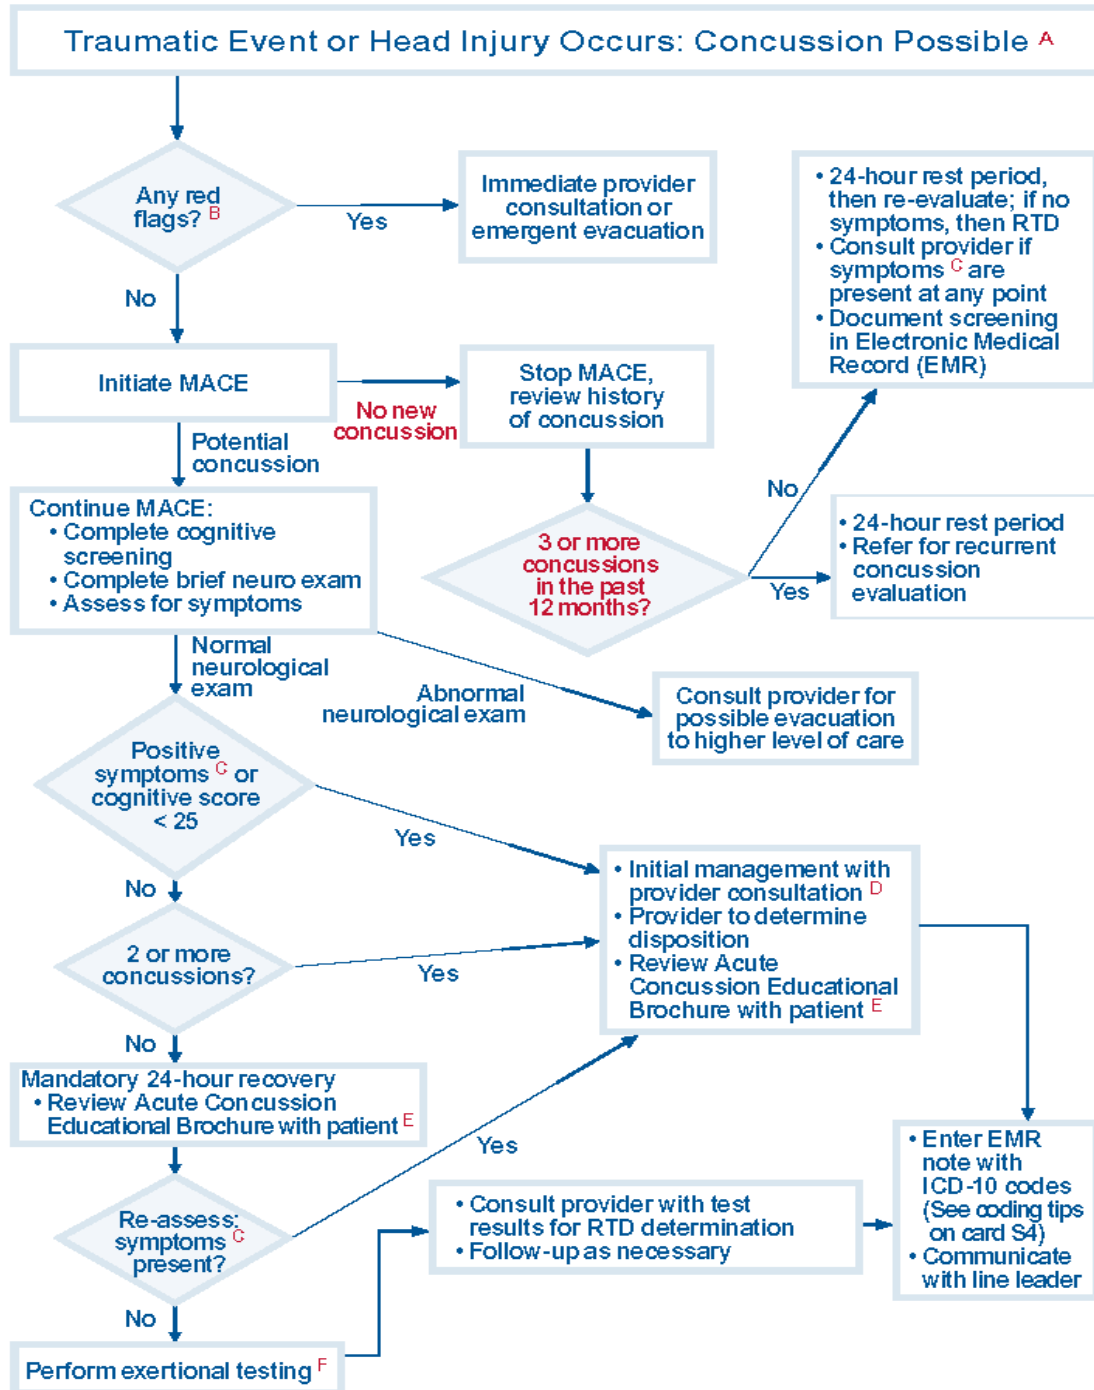 Traumatic Event or Head Injury Occurs: Concussion Possible A
Any red
flags? B
Yes
Immediate provider
consultation or
emergent evacuation
• 24-hour rest period,
then re-evaluate; if no
symptoms, then RTD
• Consult provider if
symptoms C are
present at any point
• Document screening
in Electronic Medical
Record (EMR)
No
Initiate MACE
No new
concussion
Stop MACE,
review history
of concussion
Potential
concussion
No
Continue MACE:
• Complete cognitive
screening
• Complete brief neuro exam
• Assess for symptoms
3 or more
concussions
in the past
12 months?
Yes
• 24-hour rest period
• Refer for recurrent
concussion
evaluation
Normal
neurological
exam
Abnormal
neurological exam
Consult provider for
possible evacuation
to higher level of care
Positive
symptoms C or
cognitive score
< 25
Yes
No
• Initial management with
provider consultation D
• Provider to determine
disposition
• Review Acute
Concussion Educational
Brochure with patient E
2 or more
concussions?
Yes
No
Mandatory 24-hour recovery
• Review Acute Concussion
Educational Brochure with patient E
Yes
Re-assess:
symptoms C
present?
• Consult provider with test
results for RTD determination
• Follow-up as necessary
• Enter EMR
note with
ICD-10 codes
(See coding tips
on card S4)
• Communicate
with line leader
No
Perform exertional testing F